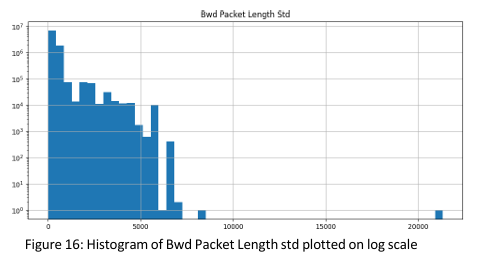 Bwd Packet Length Std
10⁷
10⁶
10⁵
10⁴
10³
10²
10¹
10⁰
0 5000 10000 15000 20000
Figure 16: Histogram of Bwd Packet Length std plotted on log scale